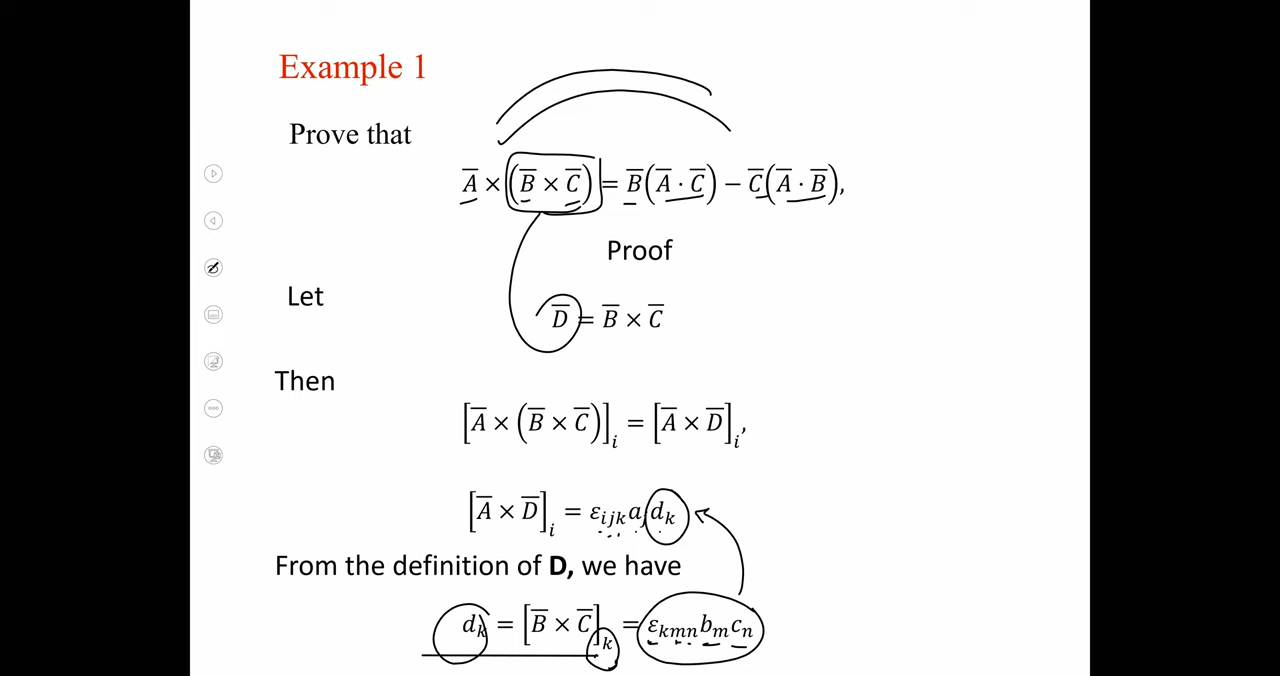 Example 1
Prove that
A̅ × (B̅ × C̅) = B̅(A̅ · C̅) − C̅(A̅ · B̅),
Proof
Let
D̅ = B̅ × C̅
Then
[A̅ × (B̅ × C̅)]ᵢ = [A̅ × D̅]ᵢ,
[A̅ × D̅]ᵢ = εᵢⱼₖaⱼdₖ
From the definition of D, we have
dₖ = [B̅ × C̅]ₖ = εₖₘₙbₘcₙ